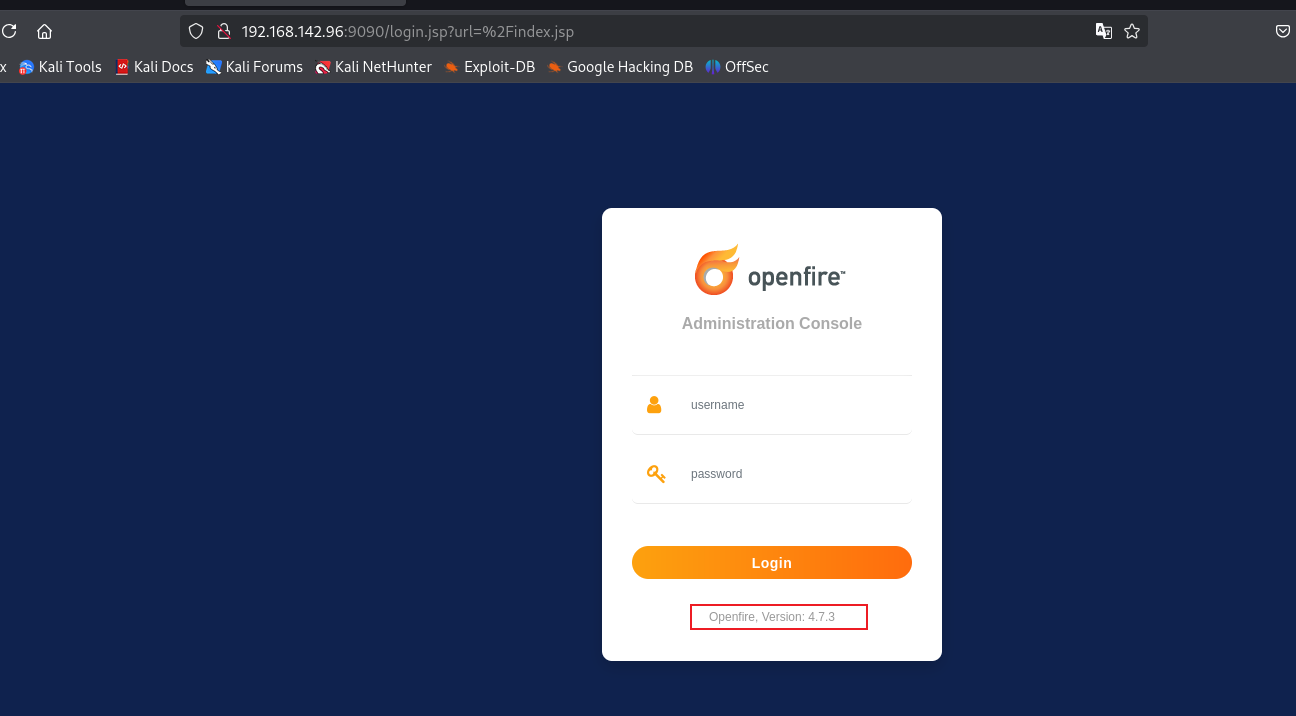 192.168.142.96:9090/login.jsp?url=%2Findex.jsp
x Kali Tools Kali Docs Kali Forums Kali NetHunter Exploit-DB Google Hacking DB OffSec
openfire™
Administration Console
username
password
Login
Openfire, Version: 4.7.3